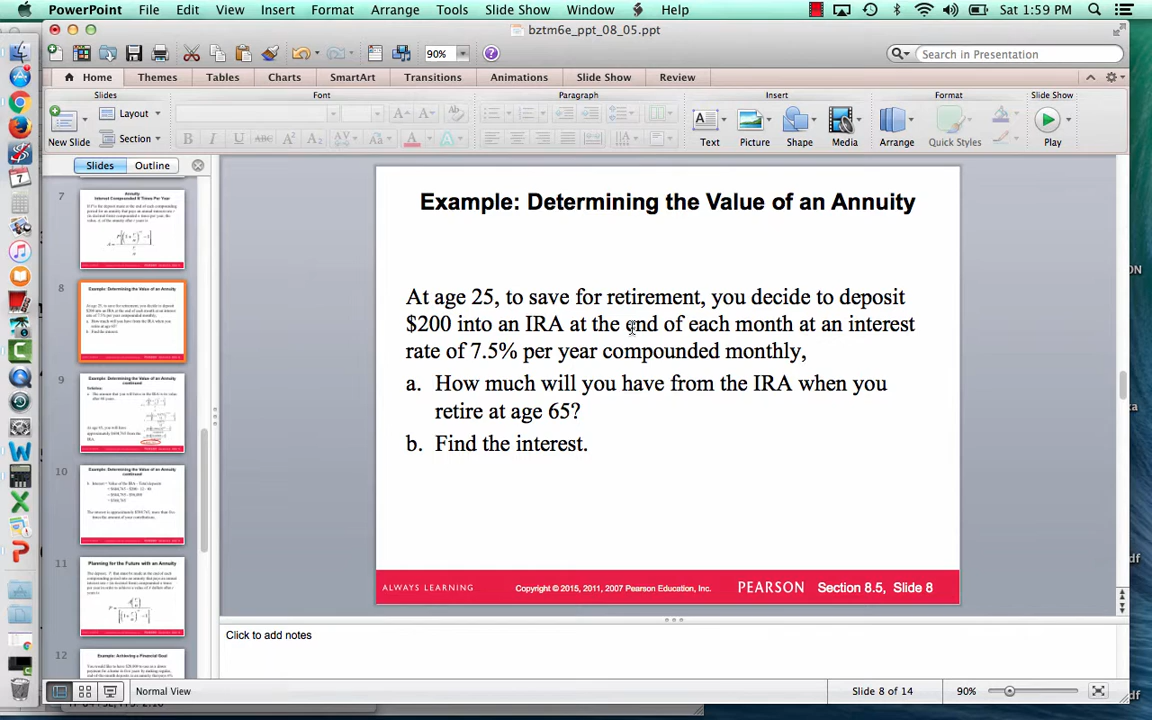 PowerPoint File Edit View Insert Format Arrange Tools Slide Show Window Help Sat 1:59 PM
bztm6e_ppt_08_05.ppt
90% Search in Presentation
Home Themes Tables Charts SmartArt Transitions Animations Slide Show Review
Slides Font Paragraph Insert Format Slide Show
Layout
Section
New Slide Text Picture Shape Media Arrange Quick Styles Play
Slides Outline
7
8
9
10
11
12
Example: Determining the Value of an Annuity
At age 25, to save for retirement, you decide to deposit
$200 into an IRA at the end of each month at an interest
rate of 7.5% per year compounded monthly,
a. How much will you have from the IRA when you
retire at age 65?
b. Find the interest.
ALWAYS LEARNING Copyright © 2015, 2011, 2007 Pearson Education, Inc. PEARSON Section 8.5, Slide 8
Click to add notes
Normal View Slide 8 of 14 90%